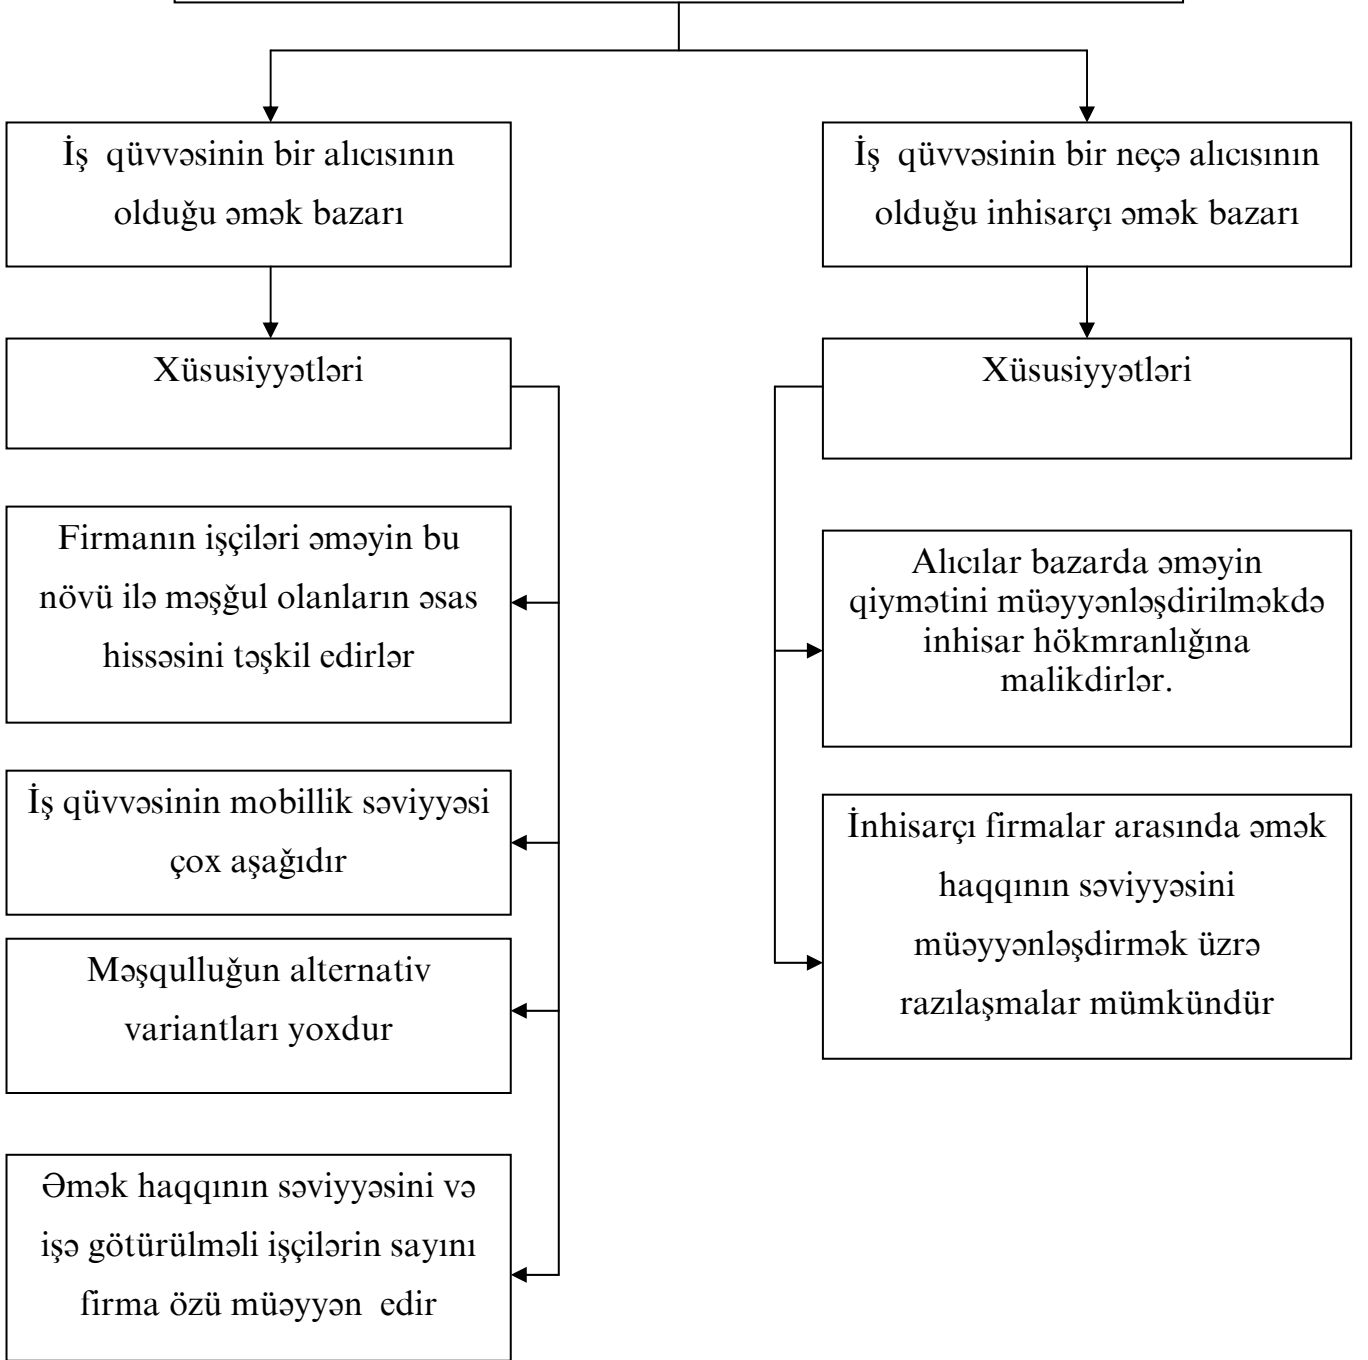 İş qüvvəsinin bir alıcısının
olduğu əmək bazarı
Xüsusiyyətləri
Firmanın işçiləri əməyin bu
növü ilə məşğul olanların əsas
hissəsini təşkil edirlər
İş qüvvəsinin mobillik səviyyəsi
çox aşağıdır
Məşqulluğun alternativ
variantları yoxdur
Əmək haqqının səviyyəsini və
işə götürülməli işçilərin sayını
firma özü müəyyən edir
İş qüvvəsinin bir neçə alıcısının
olduğu inhisarçı əmək bazarı
Xüsusiyyətləri
Alıcılar bazarda əməyin
qiymətini müəyyənləşdirilməkdə
inhisar hökmranlığına
malikdirlər.
İnhisarçı firmalar arasında əmək
haqqının səviyyəsini
müəyyənləşdirmək üzrə
razılaşmalar mümkündür